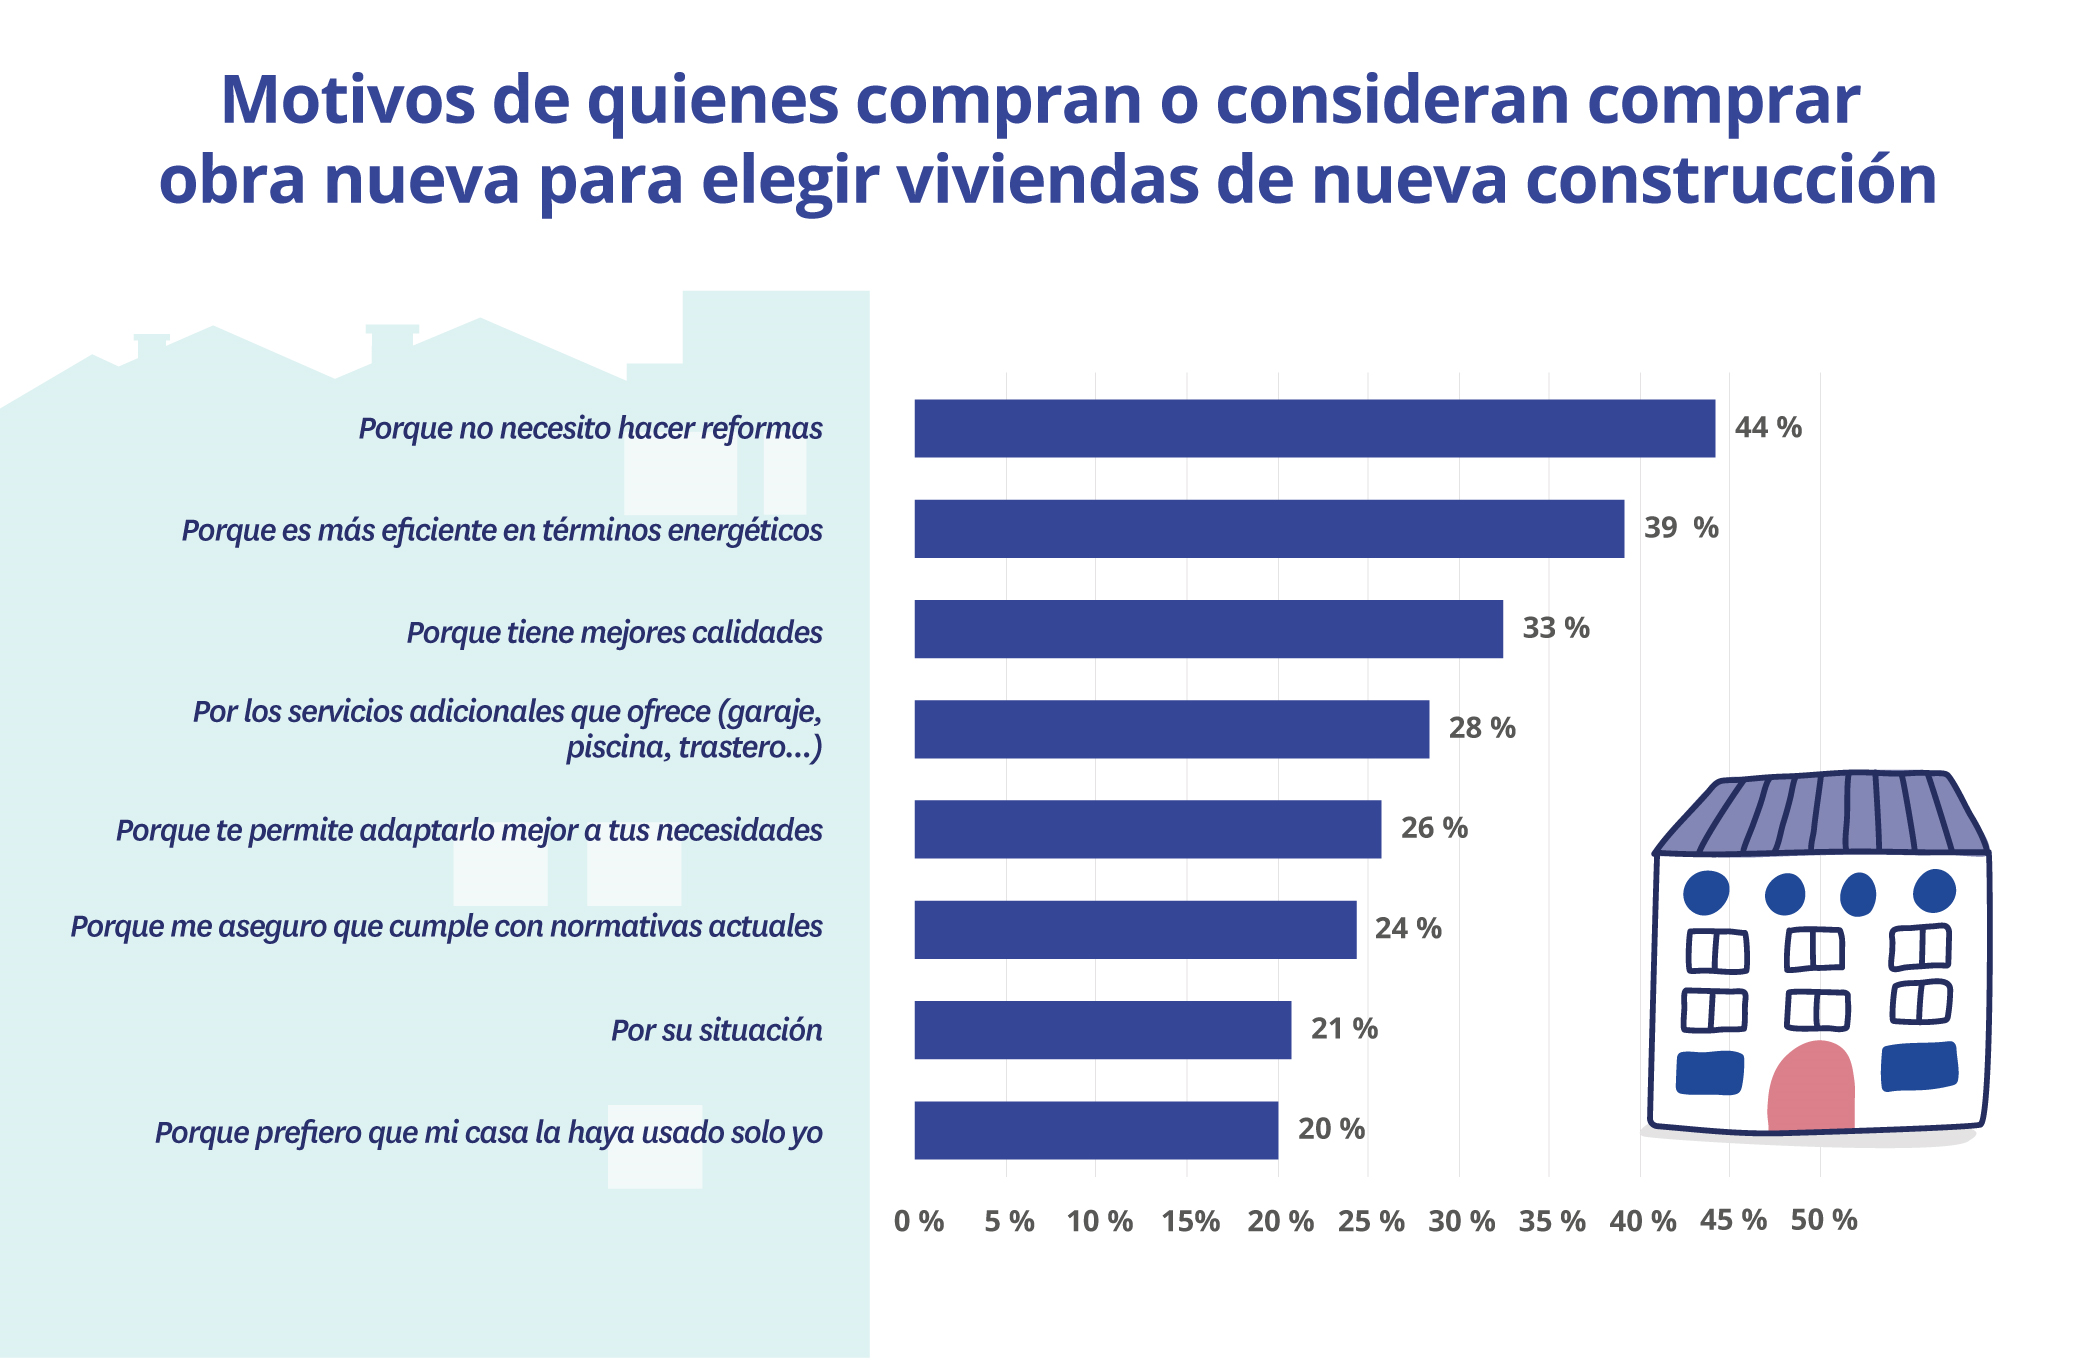 Motivos de quienes compran o consideran comprar
obra nueva para elegir viviendas de nueva construcción
Porque no necesito hacer reformas
44 %
Porque es más eficiente en términos energéticos
39  %
Porque tiene mejores calidades
33 %
Por los servicios adicionales que ofrece (garaje,
piscina, trastero...)
28 %
Porque te permite adaptarlo mejor a tus necesidades
26 %
Porque me aseguro que cumple con normativas actuales
24 %
Por su situación
21 %
Porque prefiero que mi casa la haya usado solo yo
20 %
0 % 5 % 10 % 15% 20 % 25 % 30 % 35 % 40 % 45 % 50 %